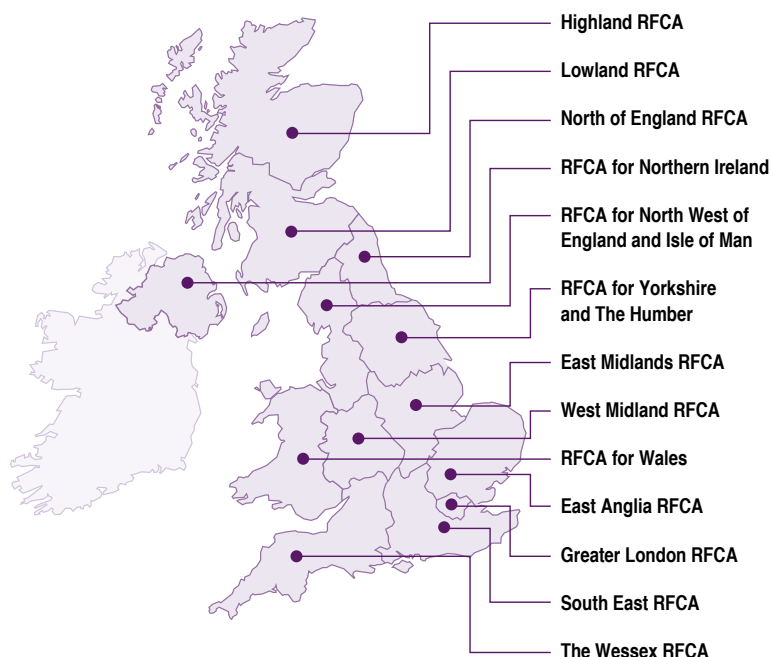 Highland RFCA
Lowland RFCA
North of England RFCA
RFCA for Northern Ireland
RFCA for North West of
England and Isle of Man
RFCA for Yorkshire
and The Humber
East Midlands RFCA
West Midland RFCA
RFCA for Wales
East Anglia RFCA
Greater London RFCA
South East RFCA
The Wessex RFCA